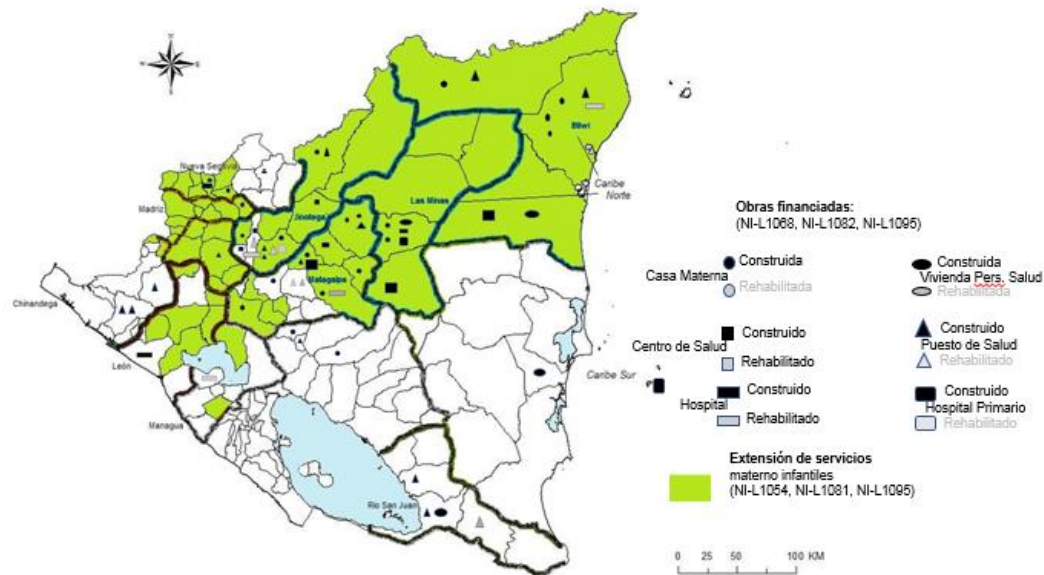 N
W
E
S
Nueva Segovia
Madriz
Jinotega
Las Minas
Bilwi
Caribe
Norte
Matagalpa
Chinandega
León
Managua
Caribe Sur
Rio San Juan
Obras financiadas:
(NI-L1068, NI-L1082, NI-L1095)
Casa Materna
Construida
Rehabilitada
Construida
Vivienda Pers. Salud
Rehabilitada
Centro de Salud
Construido
Rehabilitado
Construido
Puesto de Salud
Rehabilitado
Hospital
Construido
Rehabilitado
Construido
Hospital Primario
Rehabilitado
Extensión de servicios
materno infantiles
(NI-L1054, NI-L1081, NI-L1095)
0 25 50 100 KM